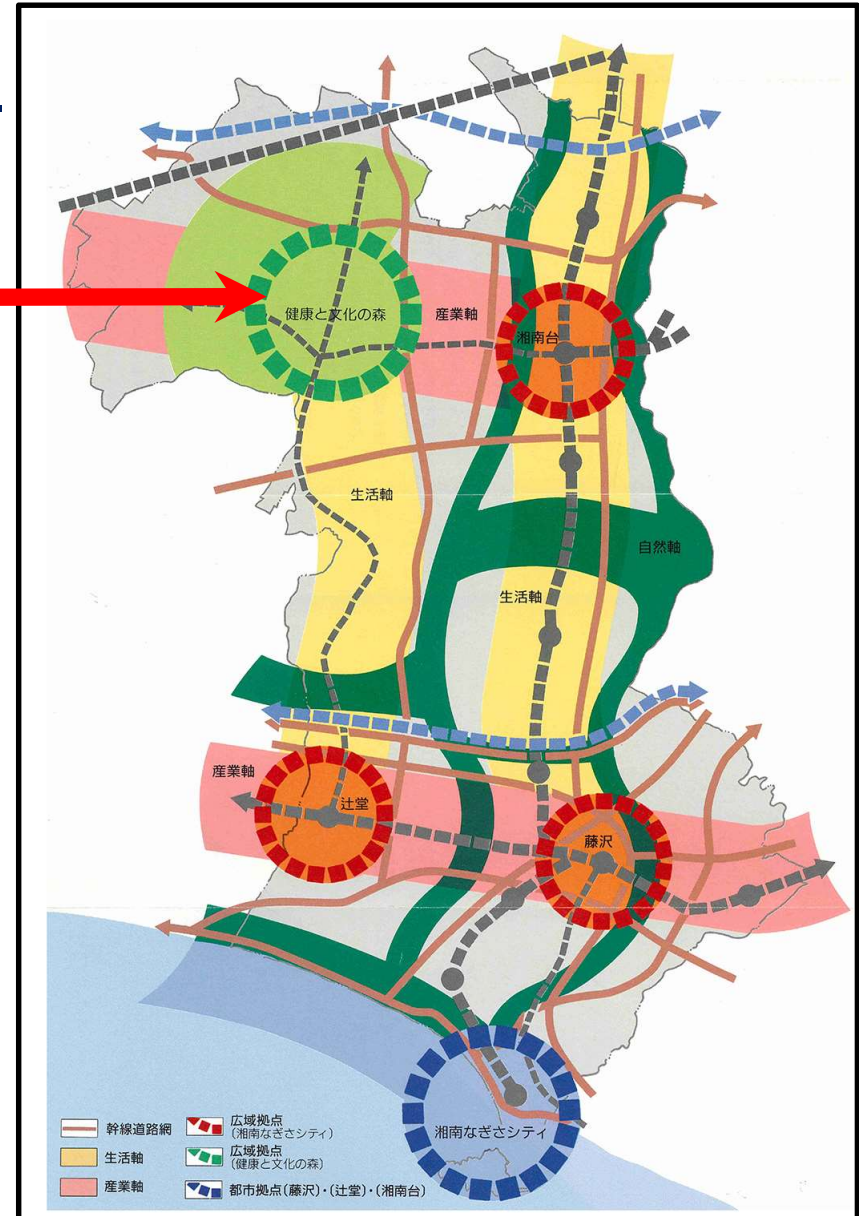 健康と文化の森
産業軸
湘南台
生活軸
自然軸
生活軸
産業軸
辻堂
藤沢
湘南なぎさシティ
幹線道路網
生活軸
産業軸
広域拠点
(湘南なぎさシティ)
広域拠点
(健康と文化の森)
都市拠点(藤沢)・(辻堂)・(湘南台)